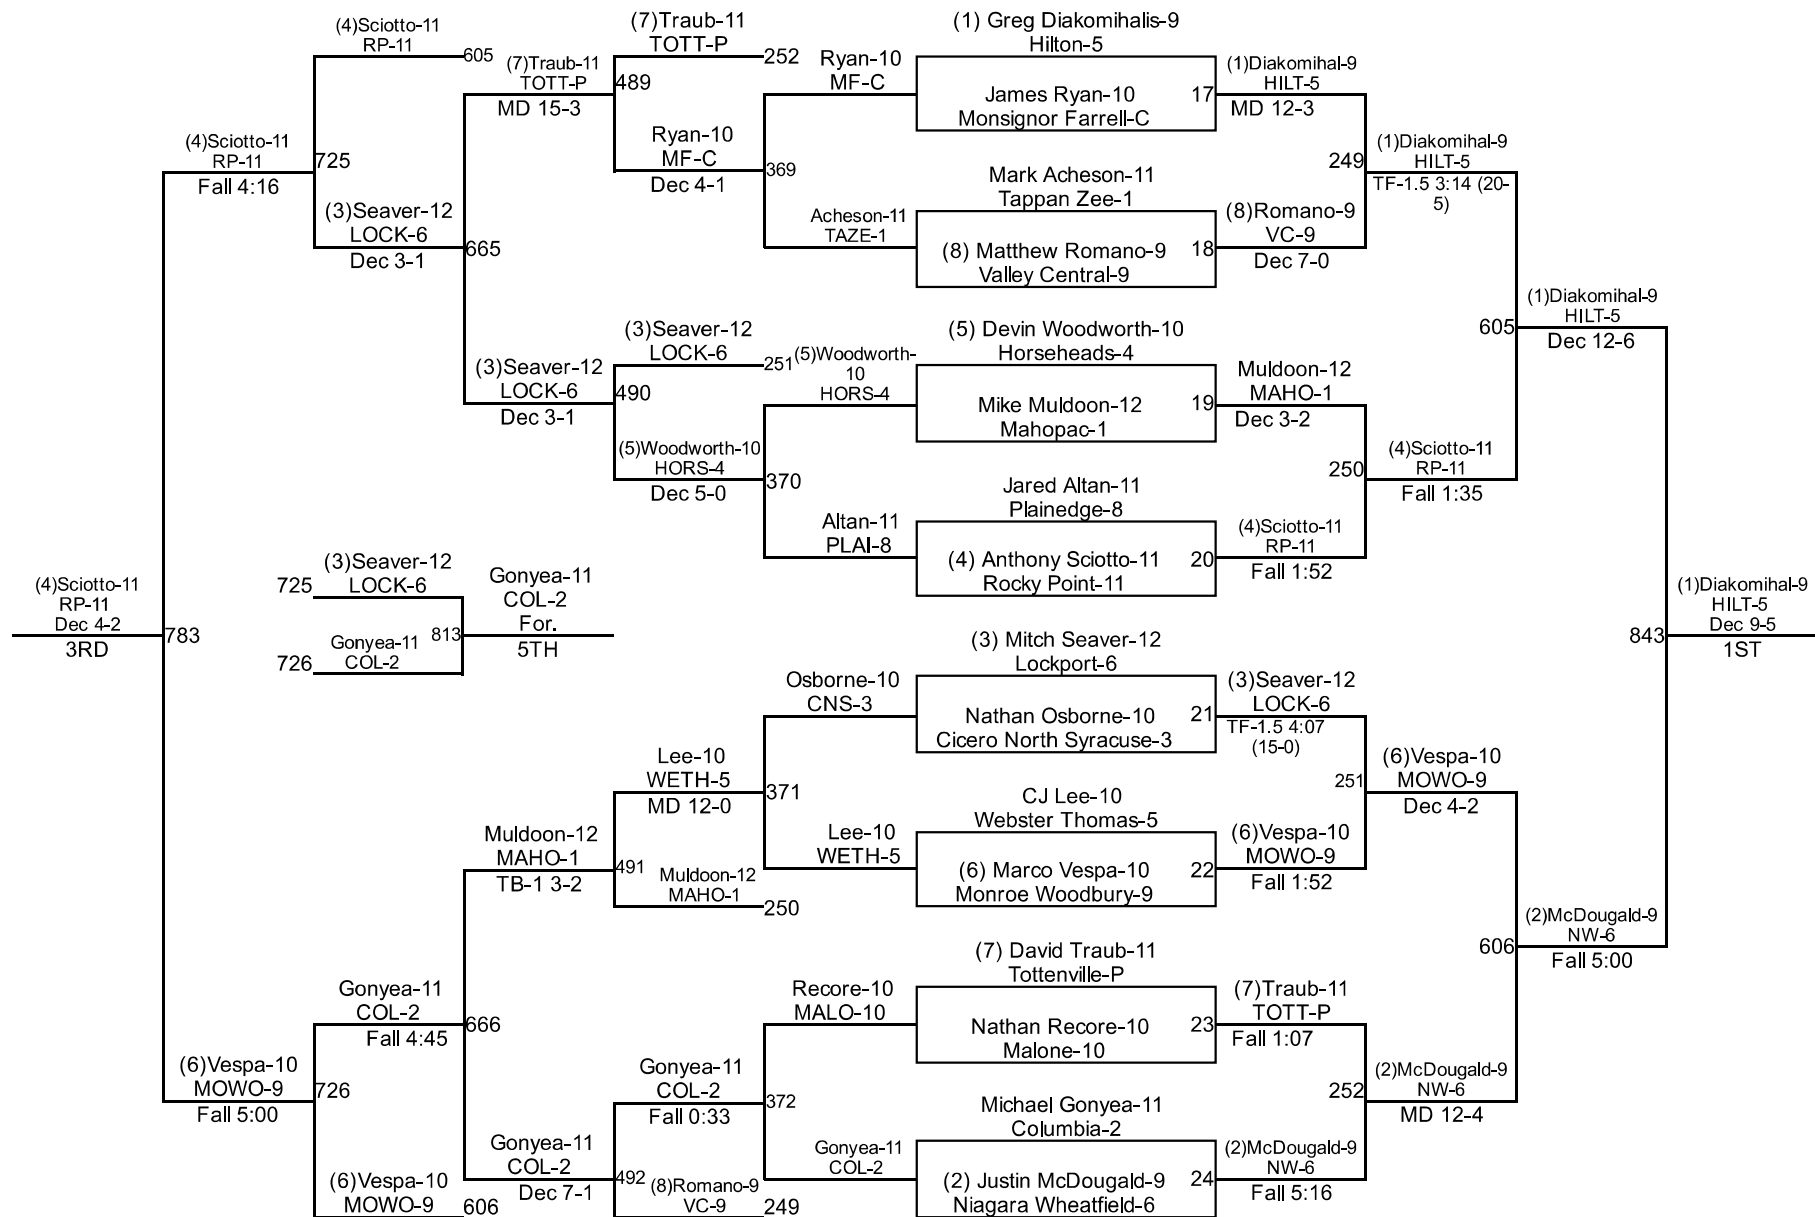 (4)Sciotto-11
RP-11
605
(7)Traub-11
TOTT-P
252
(1) Greg Diakomihalis-9
Hilton-5
(7)Traub-11
TOTT-P
489
MD 15-3
Ryan-10
MF-C
James Ryan-10
Monsignor Farrell-C
17
(1)Diakomihal-9
HILT-5
MD 12-3
(4)Sciotto-11
RP-11
725
Fall 4:16
Ryan-10
MF-C
369
Dec 4-1
249
(1)Diakomihal-9
HILT-5
TF-1.5 3:14 (20-
5)
Mark Acheson-11
Tappan Zee-1
(3)Seaver-12
LOCK-6
665
Dec 3-1
Acheson-11
TAZE-1
(8) Matthew Romano-9
Valley Central-9
18
(8)Romano-9
VC-9
Dec 7-0
605
(1)Diakomihal-9
HILT-5
Dec 12-6
(3)Seaver-12
LOCK-6
251
(5) Devin Woodworth-10
Horseheads-4
(3)Seaver-12
LOCK-6
490
Dec 3-1
(5)Woodworth-
10
HORS-4
Mike Muldoon-12
Mahopac-1
19
Muldoon-12
MAHO-1
Dec 3-2
(5)Woodworth-10
HORS-4
370
Dec 5-0
250
(4)Sciotto-11
RP-11
Fall 1:35
Jared Altan-11
Plainedge-8
Altan-11
PLAI-8
(4) Anthony Sciotto-11
Rocky Point-11
20
(4)Sciotto-11
RP-11
Fall 1:52
(4)Sciotto-11
RP-11
Dec 4-2
3RD
783
725
(3)Seaver-12
LOCK-6
726
Gonyea-11
COL-2
813
Gonyea-11
COL-2
For.
5TH
843
(1)Diakomihal-9
HILT-5
Dec 9-5
1ST
(3) Mitch Seaver-12
Lockport-6
Osborne-10
CNS-3
Nathan Osborne-10
Cicero North Syracuse-3
21
(3)Seaver-12
LOCK-6
TF-1.5 4:07
(15-0)
Lee-10
WETH-5
371
MD 12-0
251
(6)Vespa-10
MOWO-9
Dec 4-2
CJ Lee-10
Webster Thomas-5
Muldoon-12
MAHO-1
491
TB-1 3-2
Lee-10
WETH-5
(6) Marco Vespa-10
Monroe Woodbury-9
22
(6)Vespa-10
MOWO-9
Fall 1:52
Muldoon-12
MAHO-1
250
606
(2)McDougald-9
NW-6
Fall 5:00
(7) David Traub-11
Tottenville-P
Gonyea-11
COL-2
666
Fall 4:45
Recore-10
MALO-10
Nathan Recore-10
Malone-10
23
(7)Traub-11
TOTT-P
Fall 1:07
(6)Vespa-10
MOWO-9
726
Fall 5:00
Gonyea-11
COL-2
372
Fall 0:33
252
(2)McDougald-9
NW-6
MD 12-4
Michael Gonyea-11
Columbia-2
Gonyea-11
COL-2
492
Dec 7-1
Gonyea-11
COL-2
(2) Justin McDougald-9
Niagara Wheatfield-6
24
(2)McDougald-9
NW-6
Fall 5:16
(6)Vespa-10
MOWO-9
606
(8)Romano-9
VC-9
249